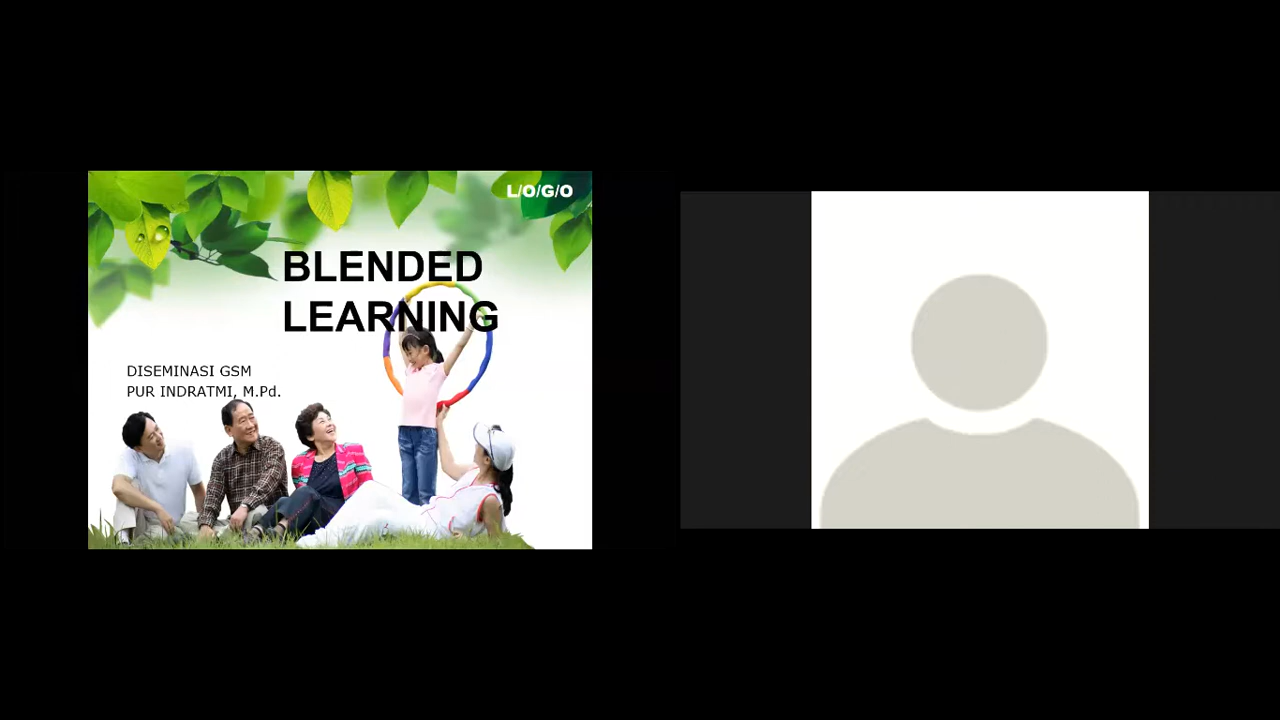 L/O/G/O
BLENDED
LEARNING
DISEMINASI GSM
PUR INDRATMI, M.Pd.